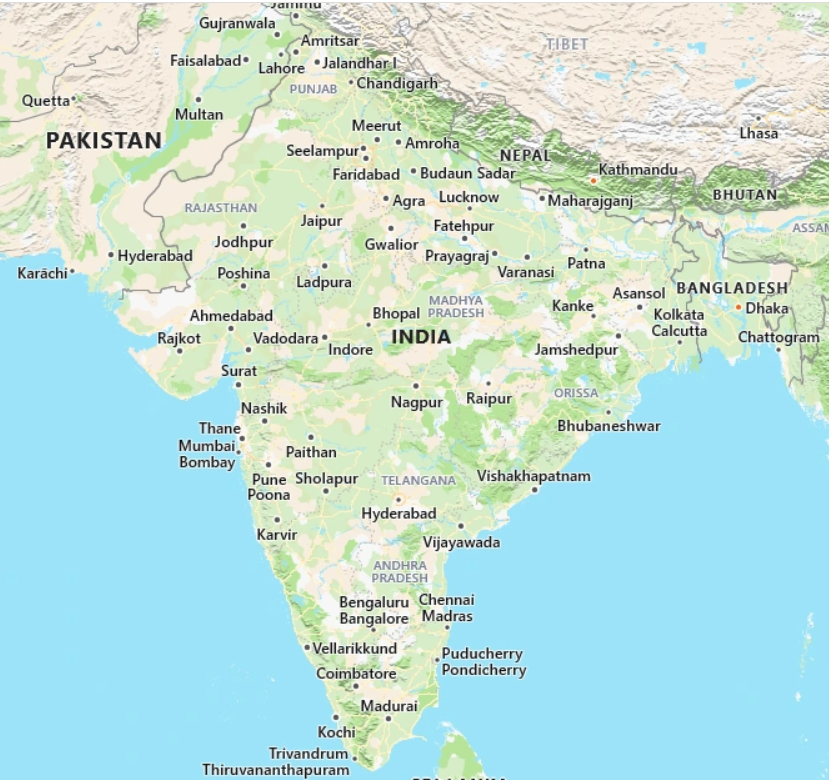 Jammu
Gujranwala
Amritsar
Faisalabad
Lahore
Jalandhar I
TIBET
PUNJAB
Chandigarh
Quetta
Multan
Lhasa
PAKISTAN
Meerut
Seelampur
Amroha
NEPAL
Faridabad
Budaun Sadar
Kathmandu
BHUTAN
RAJASTHAN
Agra
Lucknow
Maharajganj
Jaipur
Fatehpur
ASSAM
Jodhpur
Gwalior
Hyderabad
Prayagraj
Varanasi
Patna
Karāchi
Poshina
Ladpura
BANGLADESH
Asansol
MADHYA
PRADESH
Kanke
Dhaka
Ahmedabad
Bhopal
Kolkata
Calcutta
INDIA
Rajkot
Vadodara
Indore
Jamshedpur
Chattogram
Surat
Nagpur
Raipur
ORISSA
Nashik
Bhubaneshwar
Thane
Mumbai
Bombay
Paithan
Pune
Poona
Sholapur
TELANGANA
Vishakhapatnam
Hyderabad
Karvir
Vijayawada
ANDHRA
PRADESH
Bengaluru
Bangalore
Chennai
Madras
Vellarikkund
Puducherry
Pondicherry
Coimbatore
Madurai
Kochi
Trivandrum
Thiruvananthapuram